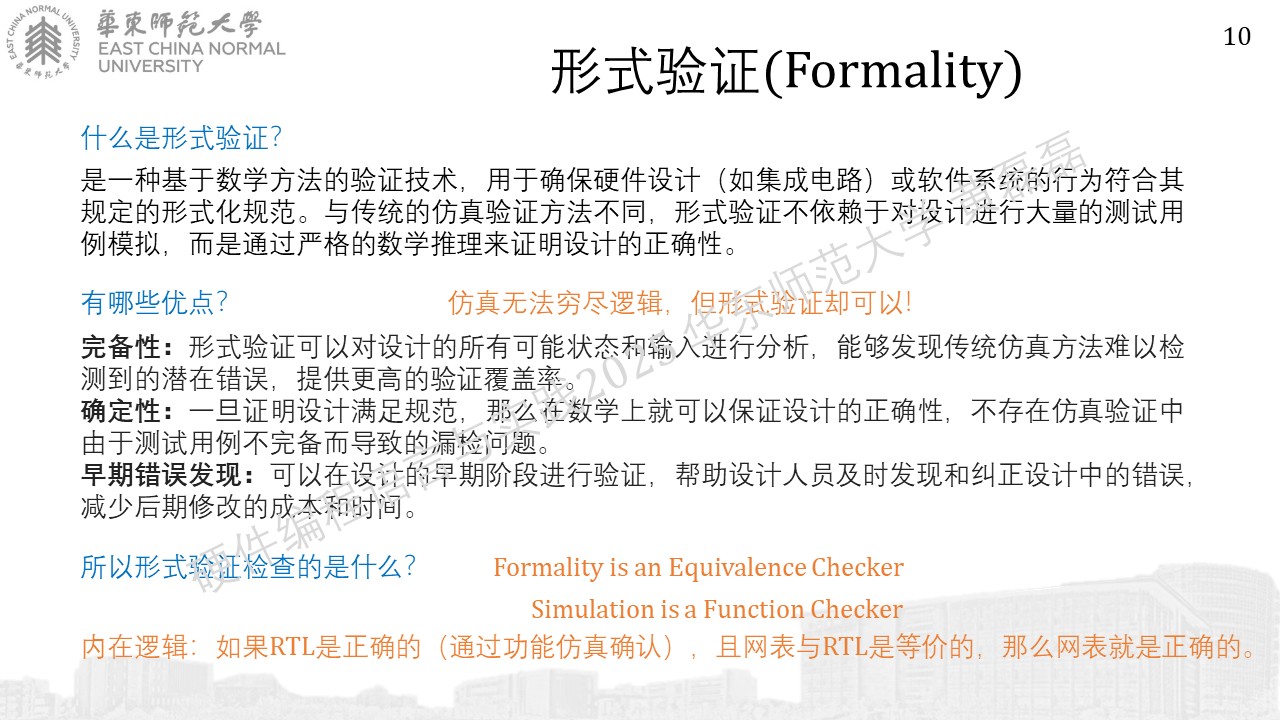 華東師範大學
EAST CHINA NORMAL
UNIVERSITY
EAST CHINA NORMAL UNIVERSITY
華東师范大学
10
形式验证(Formality)
什么是形式验证？
是一种基于数学方法的验证技术，用于确保硬件设计（如集成电路）或软件系统的行为符合其
规定的形式化规范。与传统的仿真验证方法不同，形式验证不依赖于对设计进行大量的测试用
例模拟，而是通过严格的数学推理来证明设计的正确性。
有哪些优点？
仿真无法穷尽逻辑，但形式验证却可以!
完备性：形式验证可以对设计的所有可能状态和输入进行分析，能够发现传统仿真方法难以检
测到的潜在错误，提供更高的验证覆盖率。
确定性：一旦证明设计满足规范，那么在数学上就可以保证设计的正确性，不存在仿真验证中
由于测试用例不完备而导致的漏检问题。
早期错误发现：可以在设计的早期阶段进行验证，帮助设计人员及时发现和纠正设计中的错误，
减少后期修改的成本和时间。
所以形式验证检查的是什么？
Formality is an Equivalence Checker
Simulation is a Function Checker
内在逻辑：如果RTL是正确的（通过功能仿真确认），且网表与RTL是等价的，那么网表就是正确的。
硬件编程语言与实践2025 华东师范大学 黄磊磊